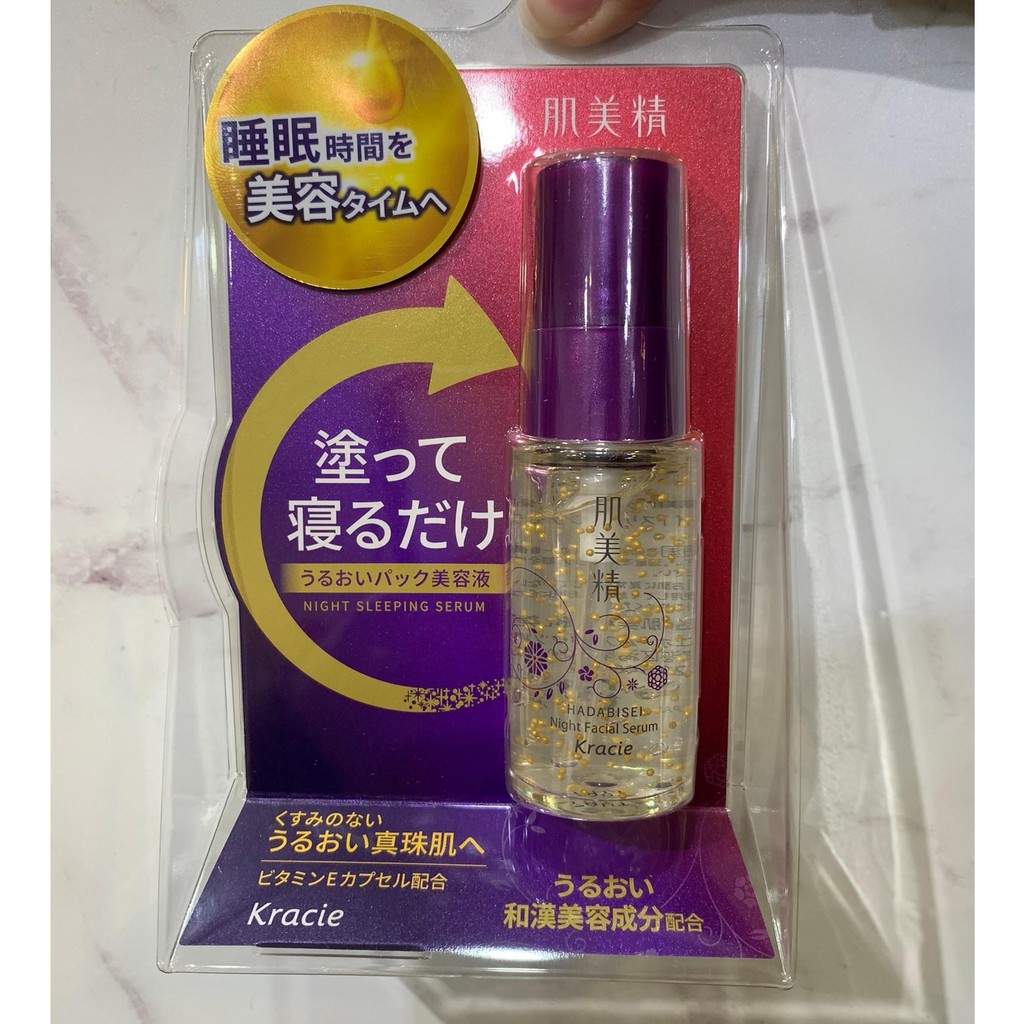 睡眠時間を
美容タイムへ
肌美精
塗って
寝るだけ
うるおいパック美容液
NIGHT SLEEPING SERUM
肌美精
HADABISEI
Night Facial Serum
Kracie
くすみのない
うるおい真珠肌へ
ビタミンEカプセル配合
Kracie
うるおい
和漢美容成分配合